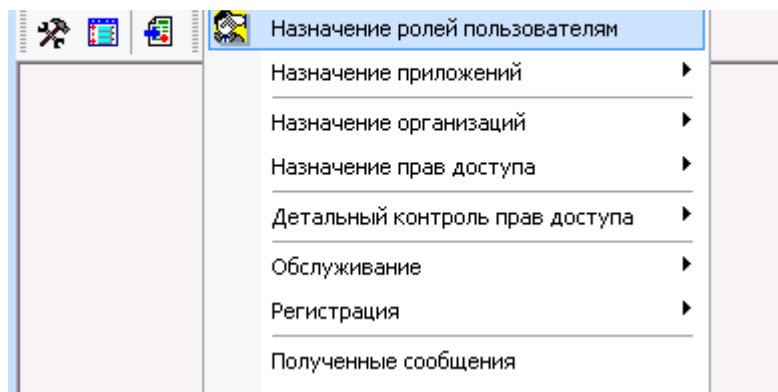 Назначение ролей пользователям
Назначение приложений
Назначение организаций
Назначение прав доступа
Детальный контроль прав доступа
Обслуживание
Регистрация
Полученные сообщения